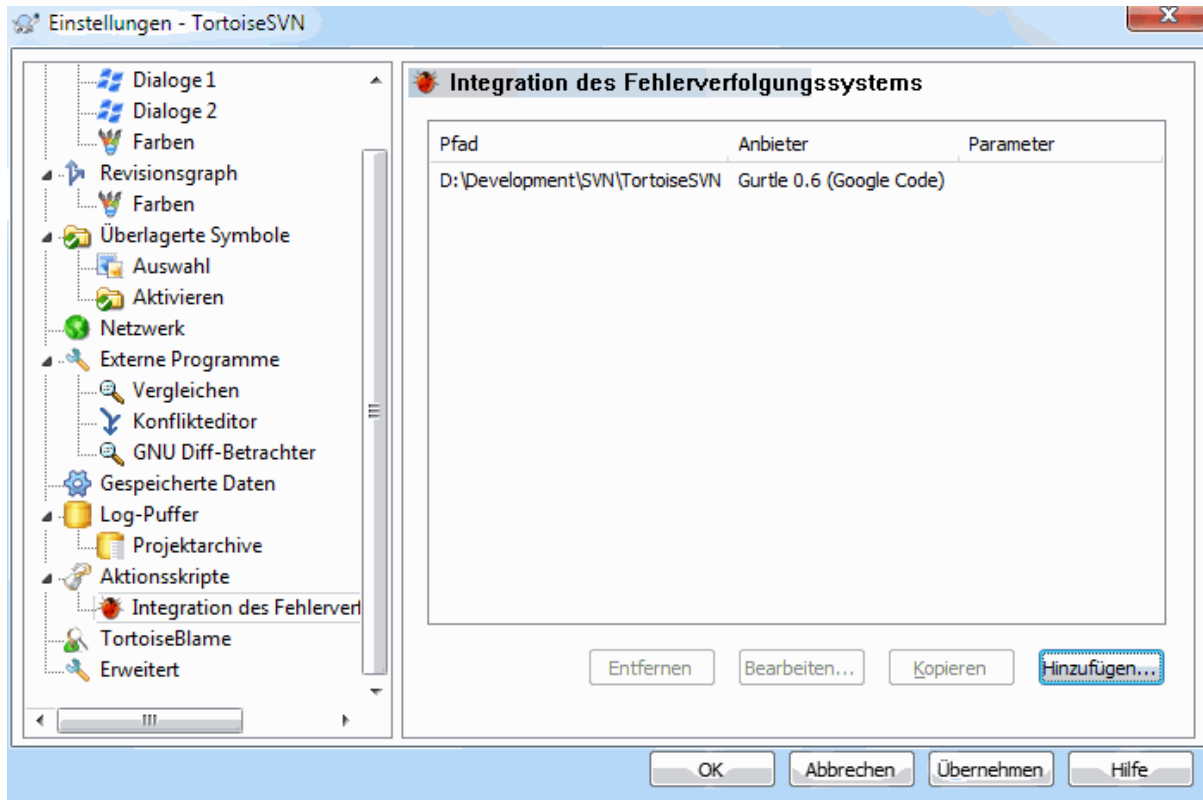 Einstellungen - TortoiseSVN
Dialoge 1
Dialoge 2
Farben
Revisionsgraph
Farben
Überlagerte Symbole
Auswahl
Aktivieren
Netzwerk
Externe Programme
Vergleichen
Konflikteditor
GNU Diff-Betrachter
Gespeicherte Daten
Log-Puffer
Projektarchive
Aktionsskripte
Integration des Fehlerverf
TortoiseBlame
Erweitert
Integration des Fehlerverfolgungssystems
Pfad Anbieter Parameter
D:\Development\SVN\TortoiseSVN Gurtle 0.6 (Google Code)
Entfernen Bearbeiten... Kopieren Hinzufügen...
OK Abbrechen Übernehmen Hilfe